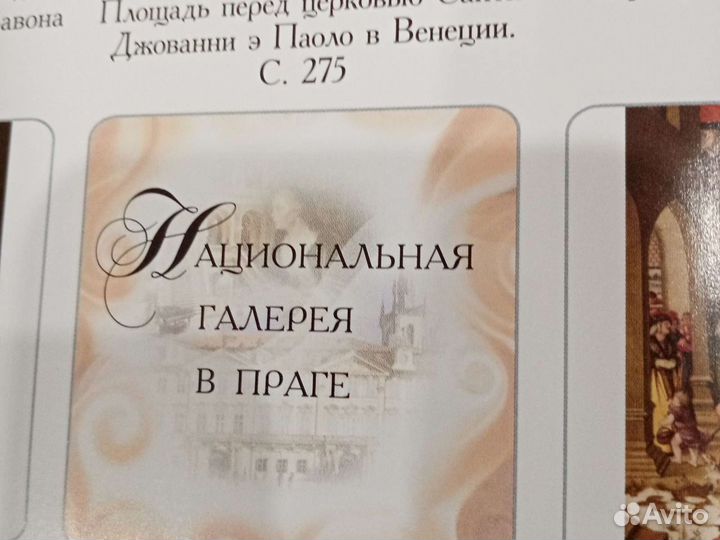 авона
Площадь перед церковью
Джованни э Паоло в Венеции.
С. 275
Национальная
галерея
в Праге
Avito